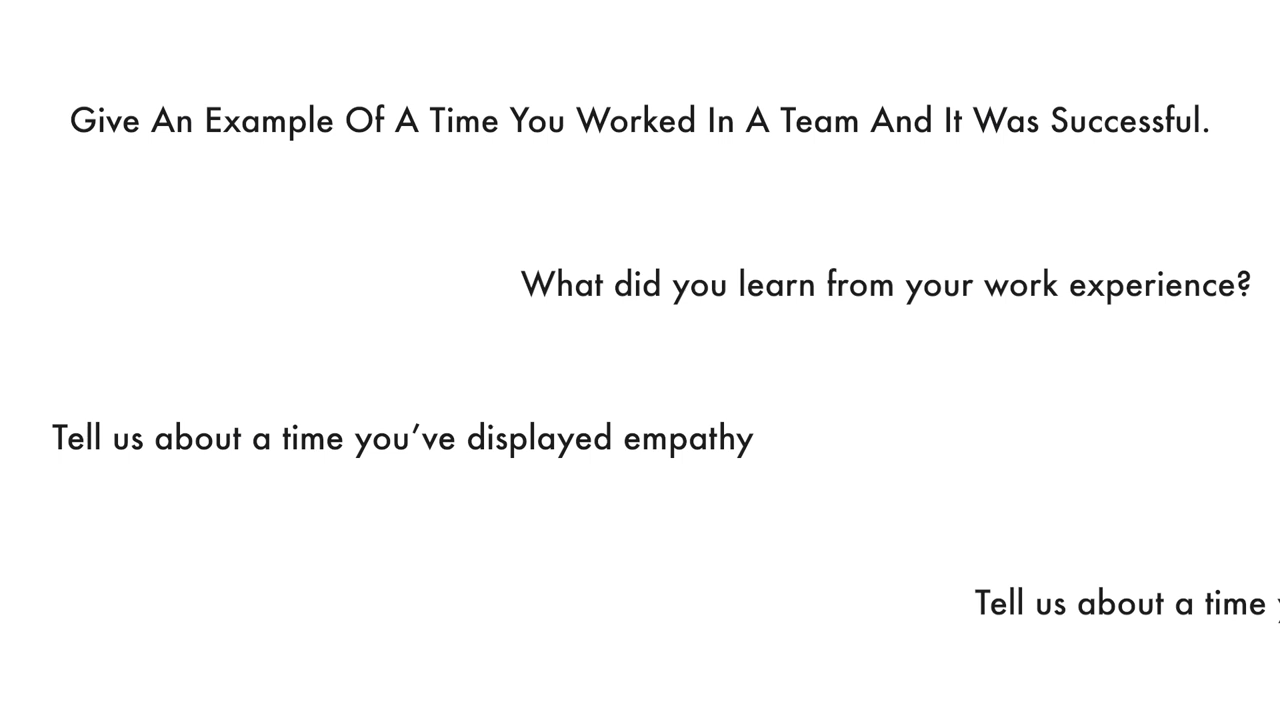 Give An Example Of A Time You Worked In A Team And It Was Successful.
What did you learn from your work experience?
Tell us about a time you’ve displayed empathy
Tell us about a time